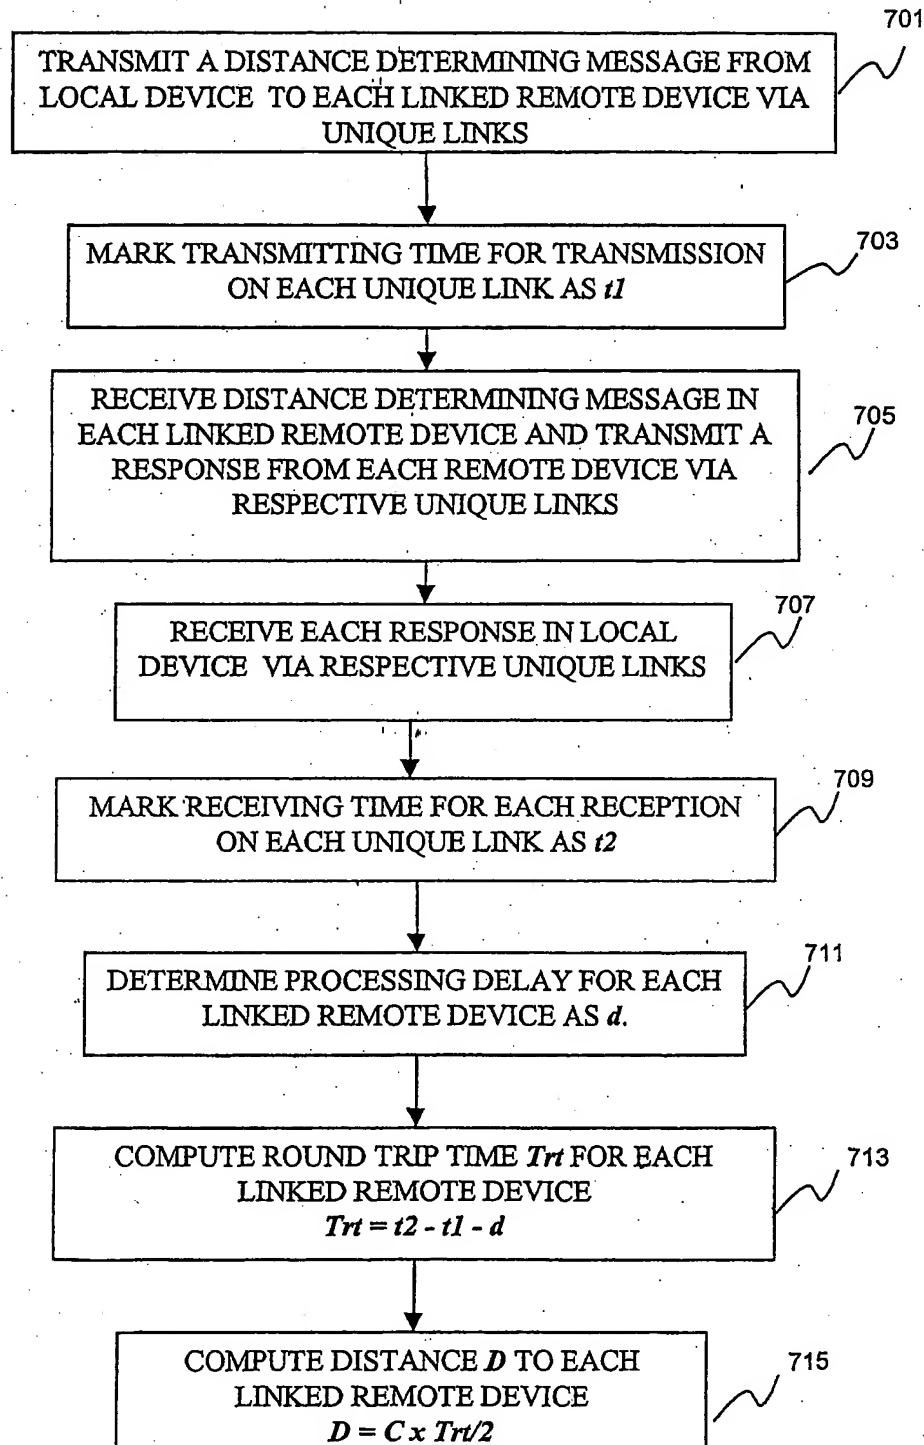 701
TRANSMIT A DISTANCE DETERMINING MESSAGE FROM
LOCAL DEVICE TO EACH LINKED REMOTE DEVICE VIA
UNIQUE LINKS
703
MARK TRANSMITTING TIME FOR TRANSMISSION
ON EACH UNIQUE LINK AS t1
RECEIVE DISTANCE DETERMINING MESSAGE IN
EACH LINKED REMOTE DEVICE AND TRANSMIT A
RESPONSE FROM EACH REMOTE DEVICE VIA
RESPECTIVE UNIQUE LINKS
705
707
RECEIVE EACH RESPONSE IN LOCAL
DEVICE VIA RESPECTIVE UNIQUE LINKS
709
MARK RECEIVING TIME FOR EACH RECEPTION
ON EACH UNIQUE LINK AS t2
711
DETERMINE PROCESSING DELAY FOR EACH
LINKED REMOTE DEVICE AS d.
COMPUTE ROUND TRIP TIME Trt FOR EACH
LINKED REMOTE DEVICE
Trt = t2 - t1 - d
713
COMPUTE DISTANCE D TO EACH
LINKED REMOTE DEVICE
D = C x Trt/2
715